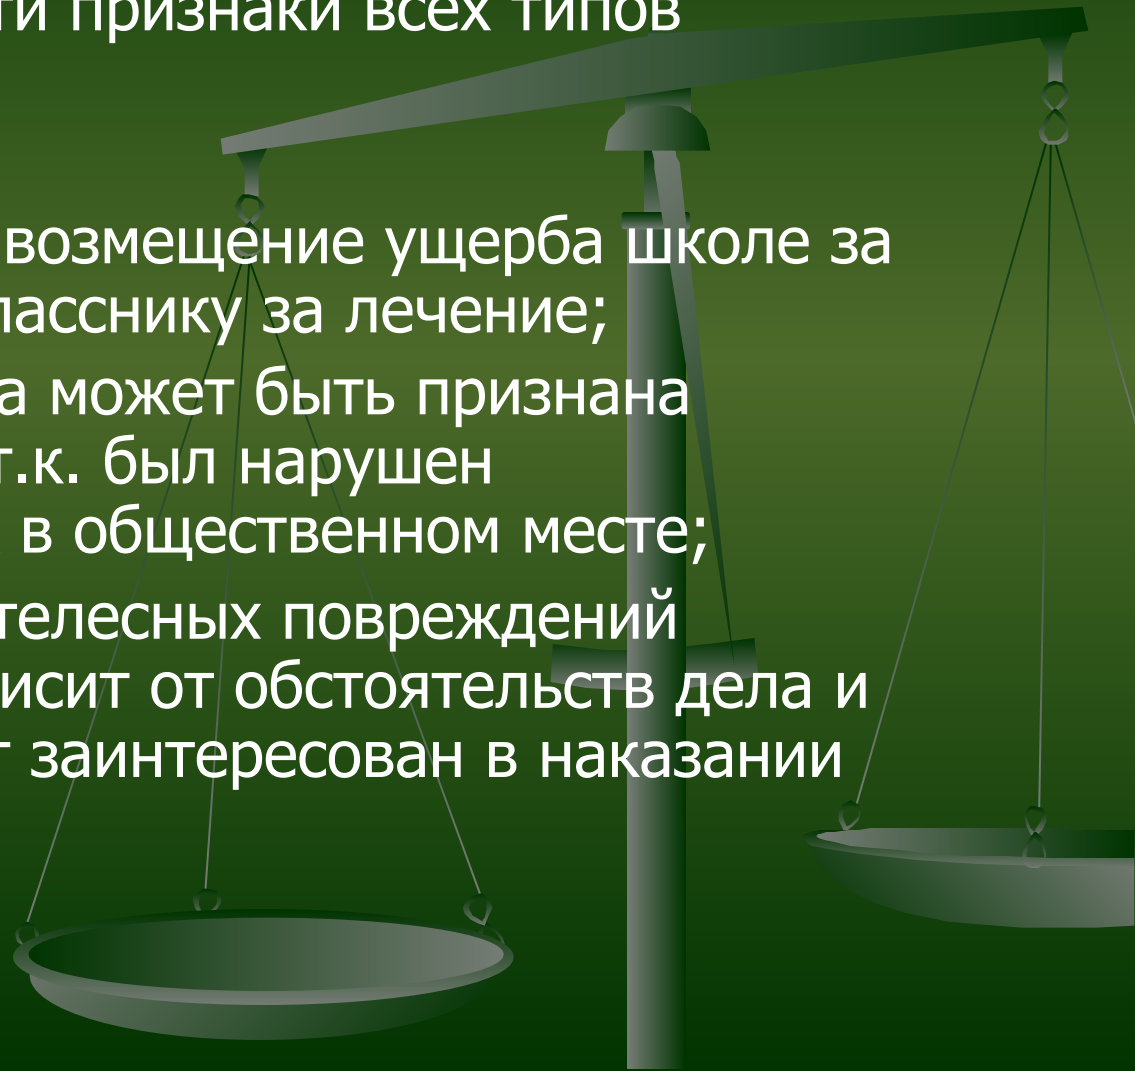 ти признаки всех типов
возмещение ущерба школе за
ласснику за лечение;
а может быть признана
т.к. был нарушен
в общественном месте;
телесных повреждений
исит от обстоятельств дела и
т заинтересован в наказании